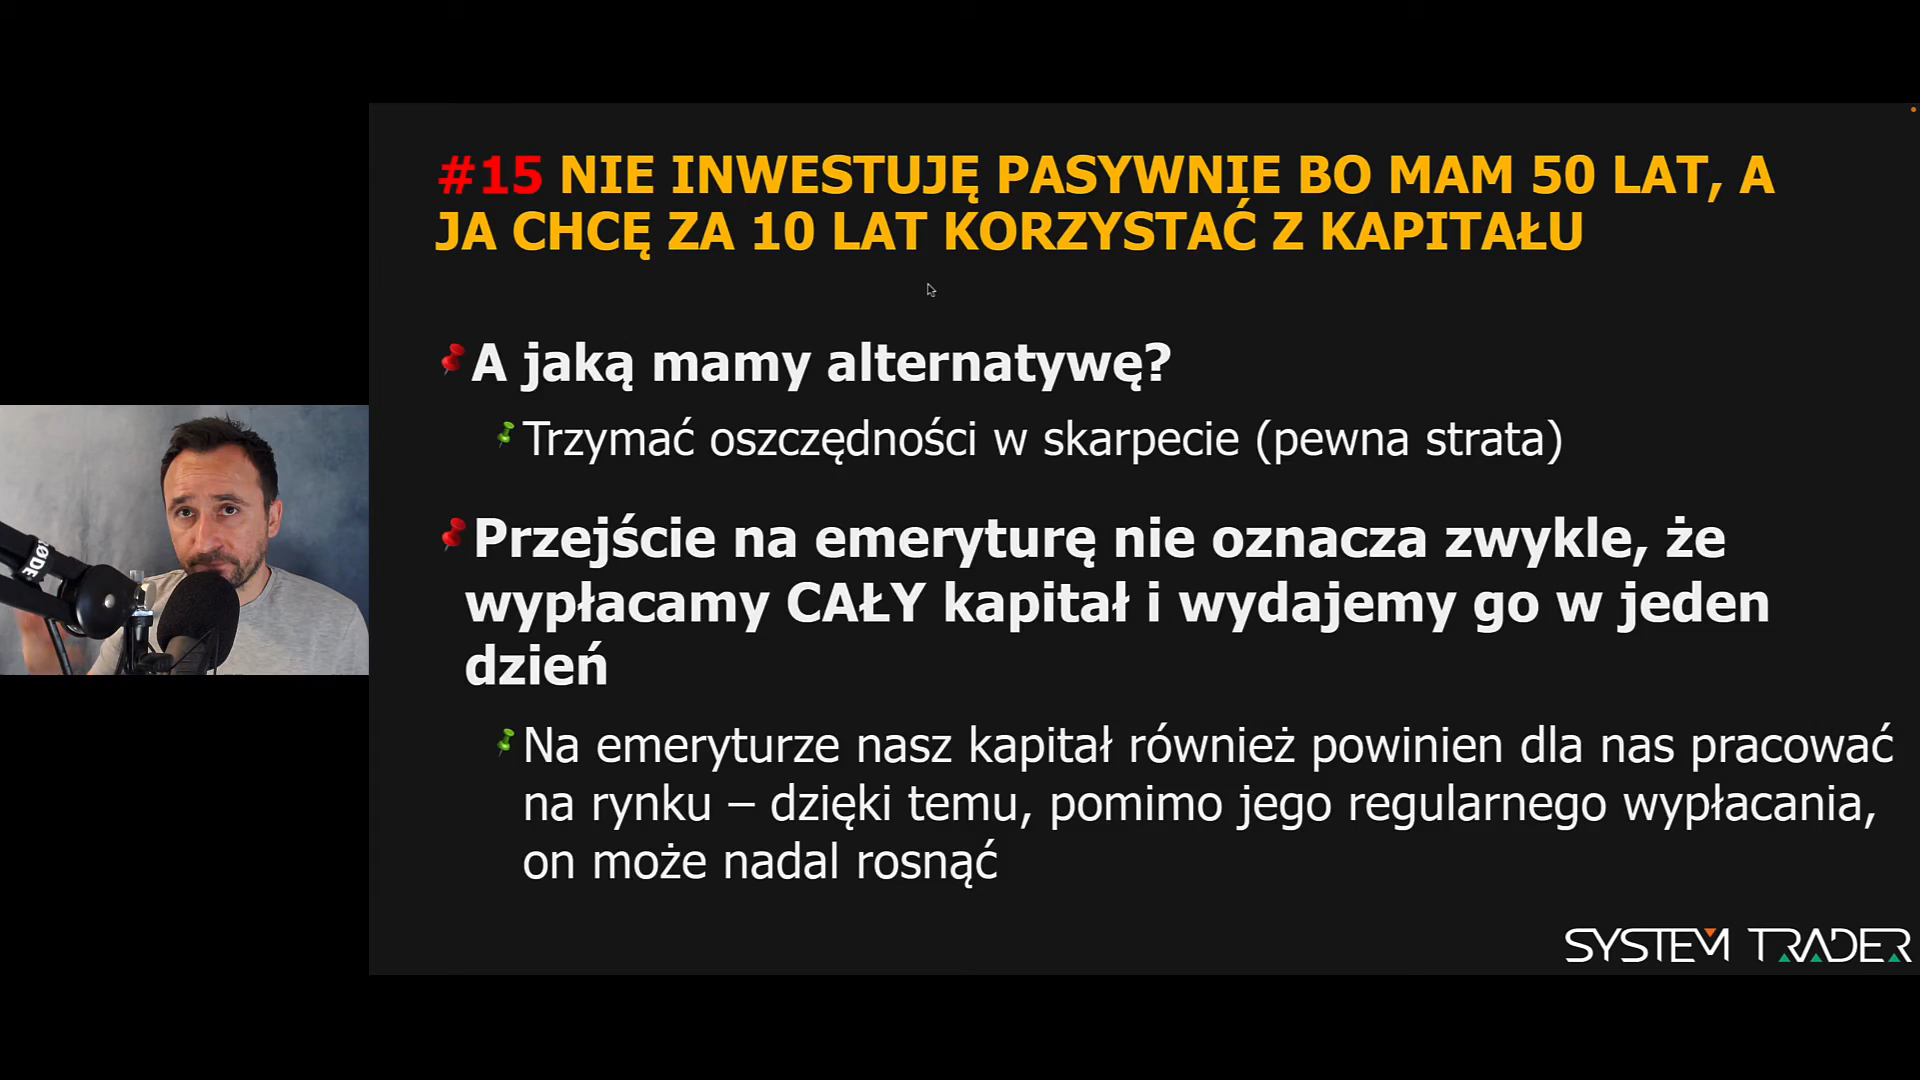 #15 NIE INWESTUJĘ PASYWNIE BO MAM 50 LAT, A
JA CHCĘ ZA 10 LAT KORZYSTAĆ Z KAPITAŁU
A jaką mamy alternatywę?
Trzymać oszczędności w skarpecie (pewna strata)
Przejście na emeryturę nie oznacza zwykle, że
wypłacamy CAŁY kapitał i wydajemy go w jeden
dzień
Na emeryturze nasz kapitał również powinien dla nas pracować
na rynku – dzięki temu, pomimo jego regularnego wypłacania,
on może nadal rosnąć
RØDE
SYSTEM TRADER